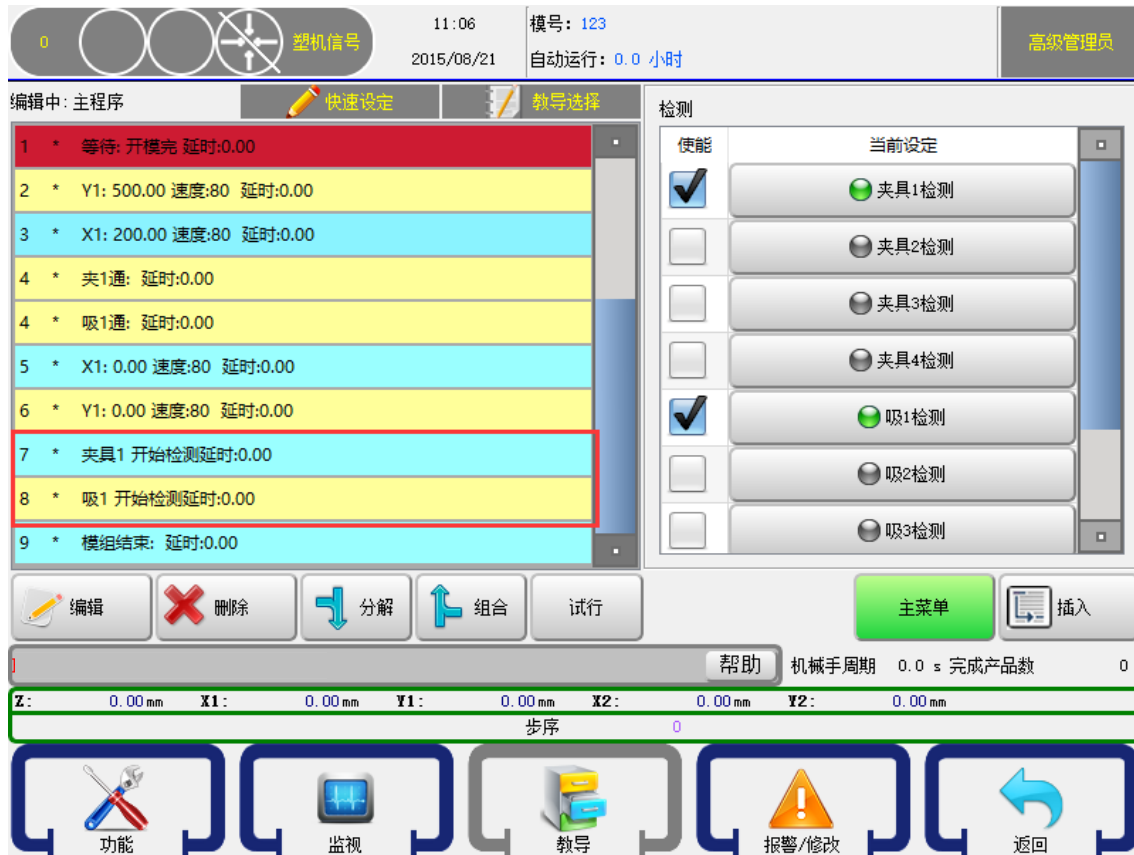 0 塑机信号 11:06 模号: 123 高级管理员
2015/08/21 自动运行: 0.0 小时
编辑中: 主程序 快速设定 教导选择
检测
使能 当前设定
1 * 等待: 开模完 延时:0.00
2 * Y1: 500.00 速度:80 延时:0.00
3 * X1: 200.00 速度:80 延时:0.00
4 * 夹1通: 延时:0.00
4 * 吸1通: 延时:0.00
5 * X1: 0.00 速度:80 延时:0.00
6 * Y1: 0.00 速度:80 延时:0.00
7 * 夹具1 开始检测延时:0.00
8 * 吸1 开始检测延时:0.00
9 * 模组结束: 延时:0.00
夹具1检测
夹具2检测
夹具3检测
夹具4检测
吸1检测
吸2检测
吸3检测
编辑 删除 分解 组合 试行 主菜单 插入
帮助 机械手周期 0.0 s 完成产品数 0
Z: 0.00mm X1: 0.00mm Y1: 0.00mm X2: 0.00mm Y2: 0.00mm
步序 0
功能 监视 教导 报警/修改 返回